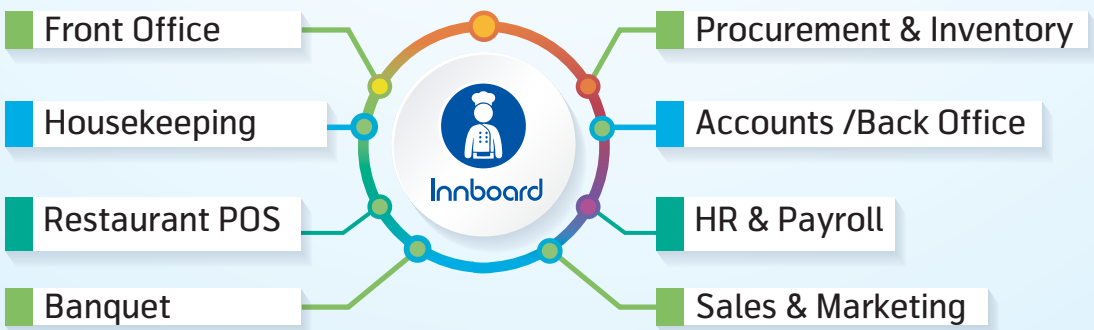 Front Office
Housekeeping
Restaurant POS
Banquet
Innboard
Procurement & Inventory
Accounts /Back Office
HR & Payroll
Sales & Marketing